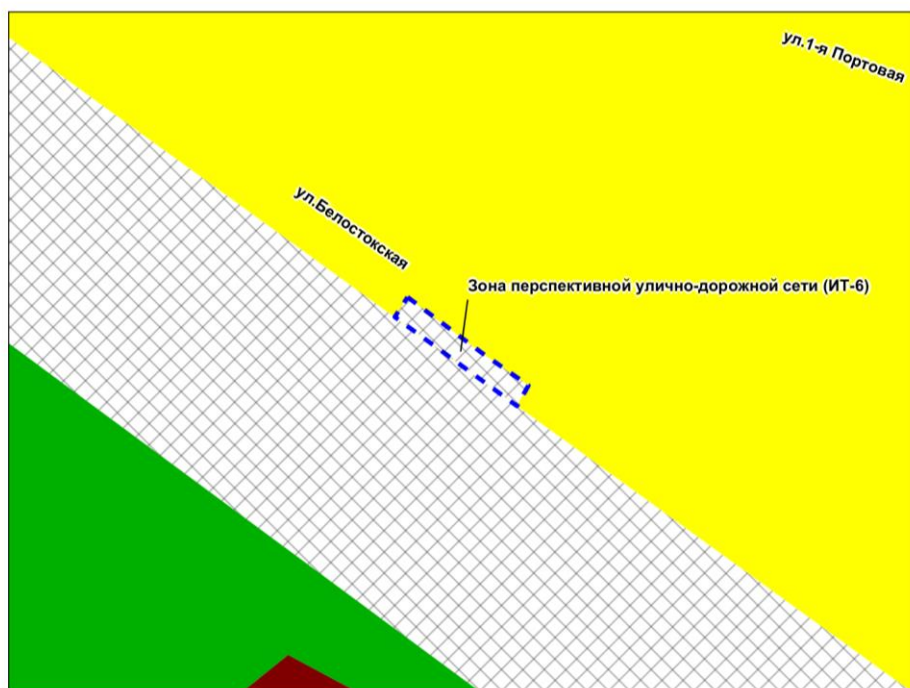 ул.1-я Портовая
ул.Белостокская
Зона перспективной улично-дорожной сети (ИТ-6)